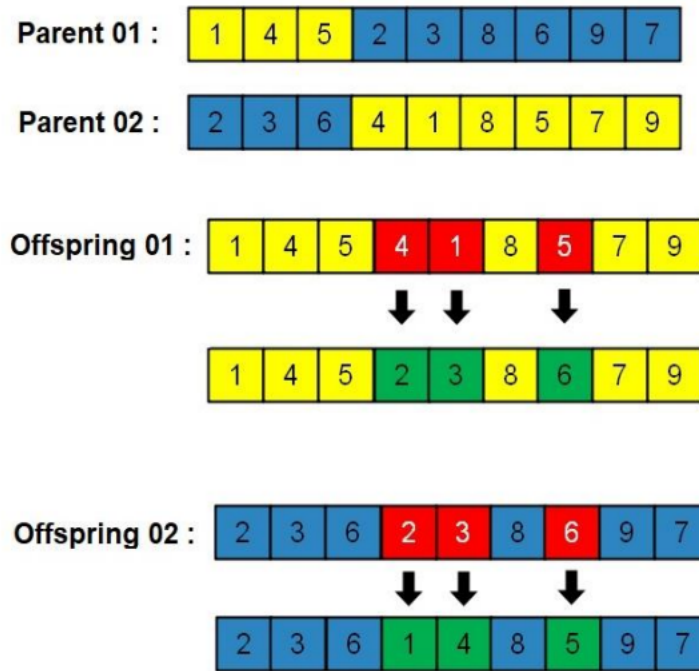 Parent 01 : 1 4 5 2 3 8 6 9 7
Parent 02 : 2 3 6 4 1 8 5 7 9
Offspring 01 : 1 4 5 4 1 8 5 7 9
1 4 5 2 3 8 6 7 9
Offspring 02 : 2 3 6 2 3 8 6 9 7
2 3 6 1 4 8 5 9 7